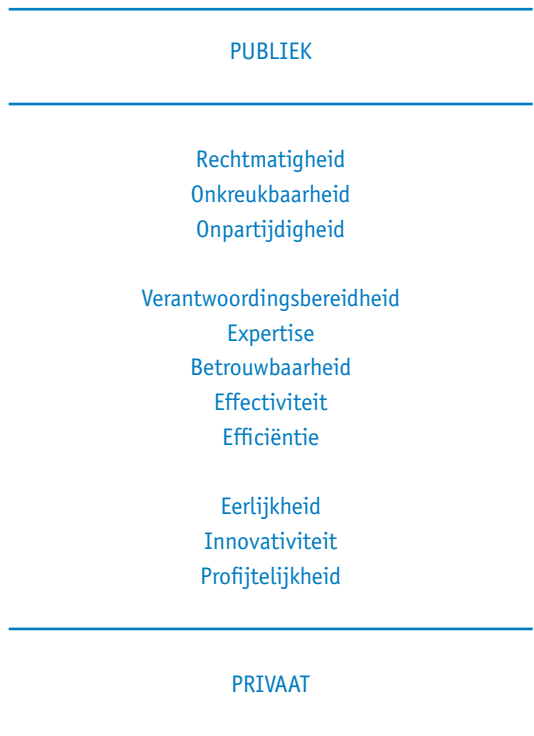 PUBLIEK
Rechtmatigheid
Onkreukbaarheid
Onpartijdigheid
Verantwoordingsbereidheid
Expertise
Betrouwbaarheid
Effectiviteit
Efficiëntie
Eerlijkheid
Innovativiteit
Profijtelijkheid
PRIVAAT